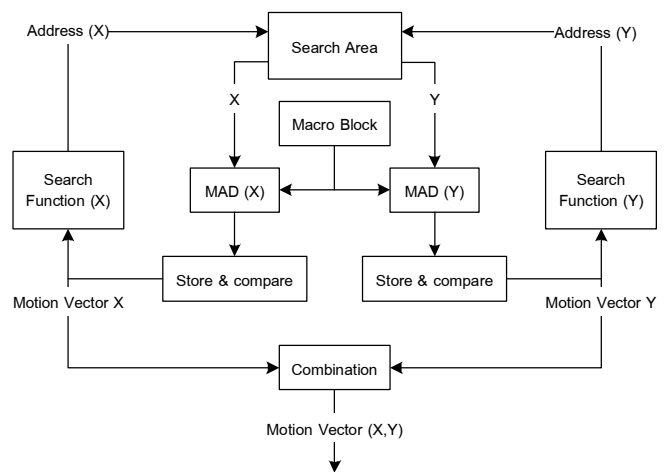 Address (X)
Search Area
Address (Y)
X
Y
Macro Block
Search
Function (X)
MAD (X)
MAD (Y)
Search
Function (Y)
Store & compare
Store & compare
Motion Vector X
Motion Vector Y
Combination
Motion Vector (X,Y)